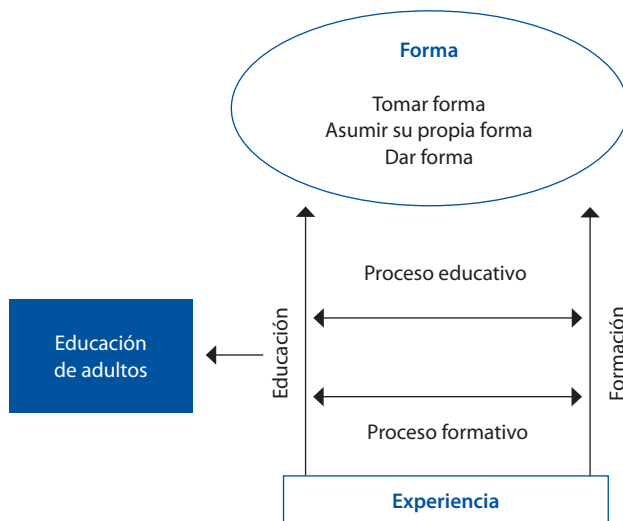 Forma
Tomar forma
Asumir su propia forma
Dar forma
Proceso educativo
Educación
de adultos
Educación
Formación
Proceso formativo
Experiencia